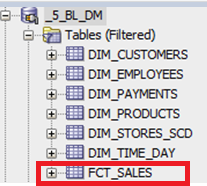 _5_BL_DM
Tables (Filtered)
DIM_CUSTOMERS
DIM_EMPLOYEES
DIM_PAYMENTS
DIM_PRODUCTS
DIM_STORES_SCD
DIM_TIME_DAY
FCT_SALES